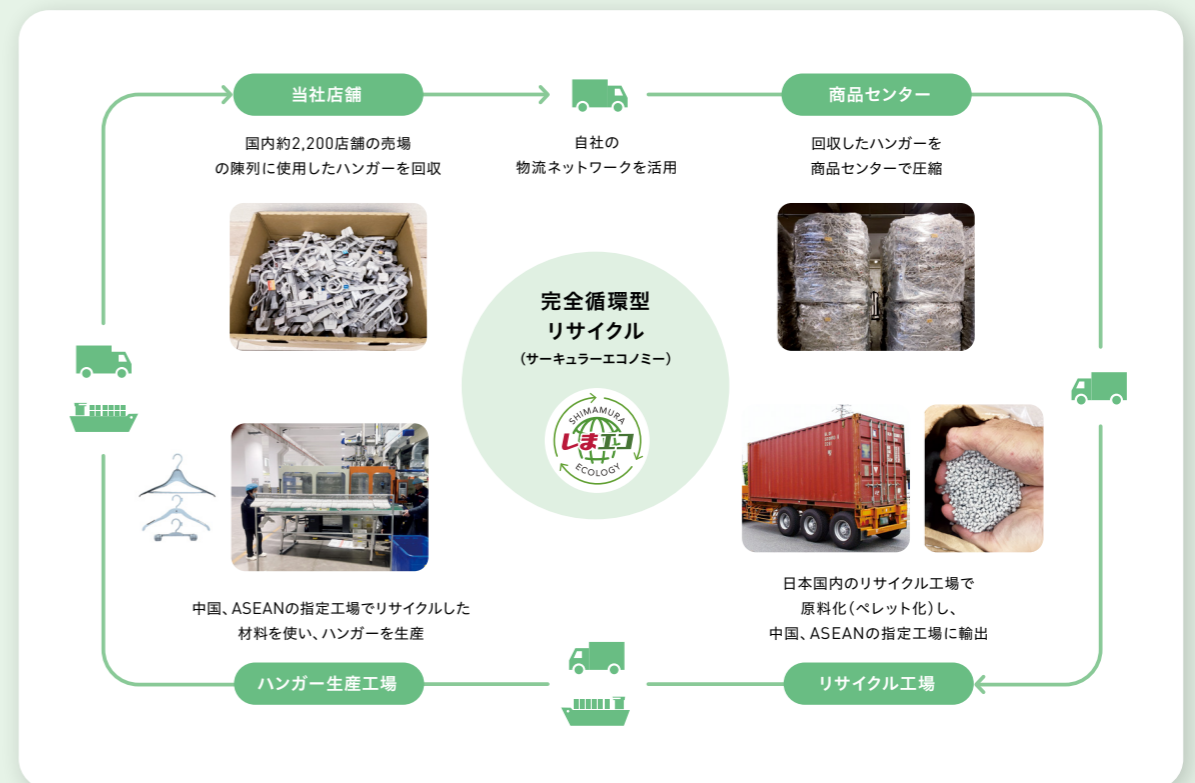 当社店舗
国内約2,200店舗の売場
の陳列に使用したハンガーを回収
自社の
物流ネットワークを活用
商品センター
回収したハンガーを
商品センターで圧縮
完全循環型
リサイクル
(サーキュラーエコノミー)
SHIMAMURA
しまエコ
ECOLOGY
日本国内のリサイクル工場で
原料化(ペレット化)し、
中国、ASEANの指定工場に輸出
リサイクル工場
中国、ASEANの指定工場でリサイクルした
材料を使い、ハンガーを生産
ハンガー生産工場